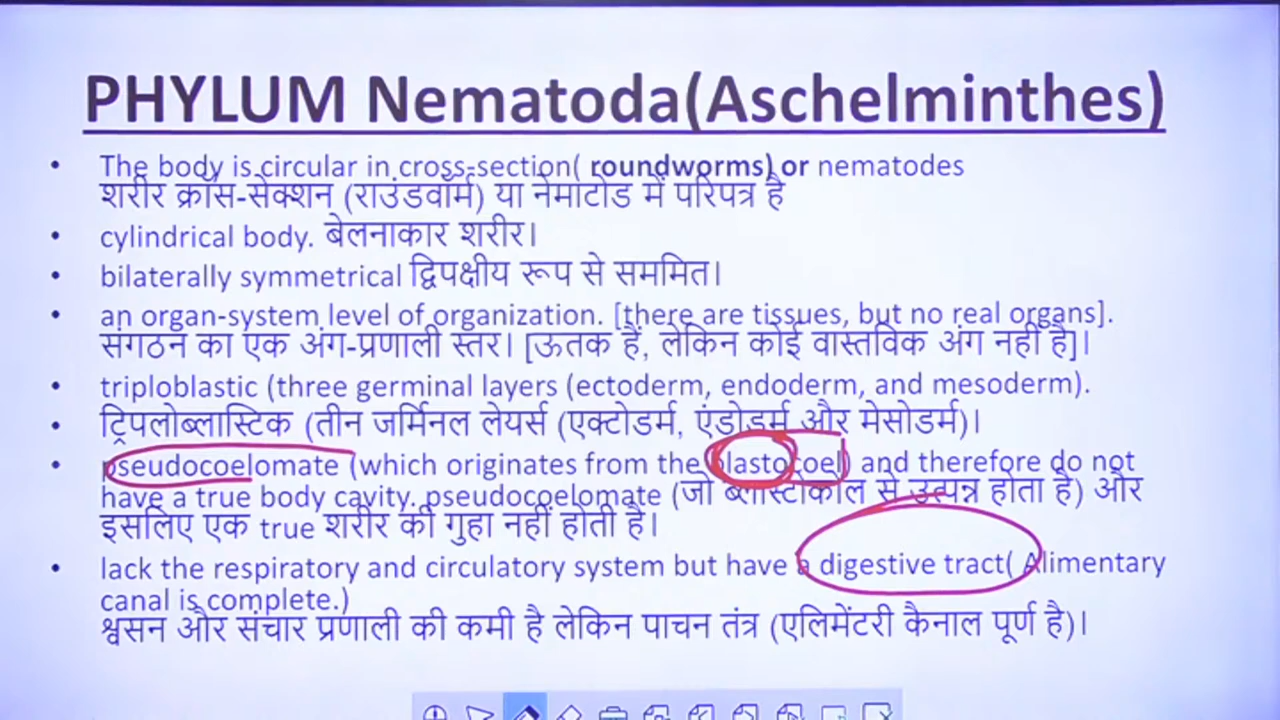 PHYLUM Nematoda(Aschelminthes)
• The body is circular in cross-section( roundworms) or nematodes
शरीर क्रॉस-सेक्शन (राउंडवॉर्म) या नेमाटोड में परिपत्र है
• cylindrical body. बेलनाकार शरीर।
• bilaterally symmetrical द्विपक्षीय रूप से सममित।
• an organ-system level of organization. [there are tissues, but no real organs].
संगठन का एक अंग-प्रणाली स्तर। [ऊतक हैं, लेकिन कोई वास्तविक अंग नहीं है]।
• triploblastic (three germinal layers (ectoderm, endoderm, and mesoderm).
• ट्रिपलोब्लास्टिक (तीन जर्मिनल लेयर्स (एक्टोडर्म, एंडोडर्म और मेसोडर्म)।
• pseudocoelomate (which originates from the blastocoel) and therefore do not
have a true body cavity. pseudocoelomate (जो ब्लास्टोकोल से उत्पन्न होता है) और
इसलिए एक true शरीर की गुहा नहीं होती है।
• lack the respiratory and circulatory system but have a digestive tract( Alimentary
canal is complete.)
श्वसन और संचार प्रणाली की कमी है लेकिन पाचन तंत्र (एलिमेंटरी कैनाल पूर्ण है)।